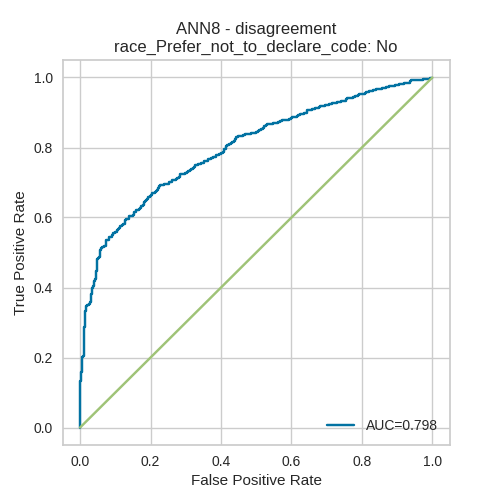 ANN8 - disagreement
race_Prefer_not_to_declare_code: No
True Positive Rate
1.0
0.8
0.6
0.4
0.2
0.0
AUC=0.798
0.0 0.2 0.4 0.6 0.8 1.0
False Positive Rate